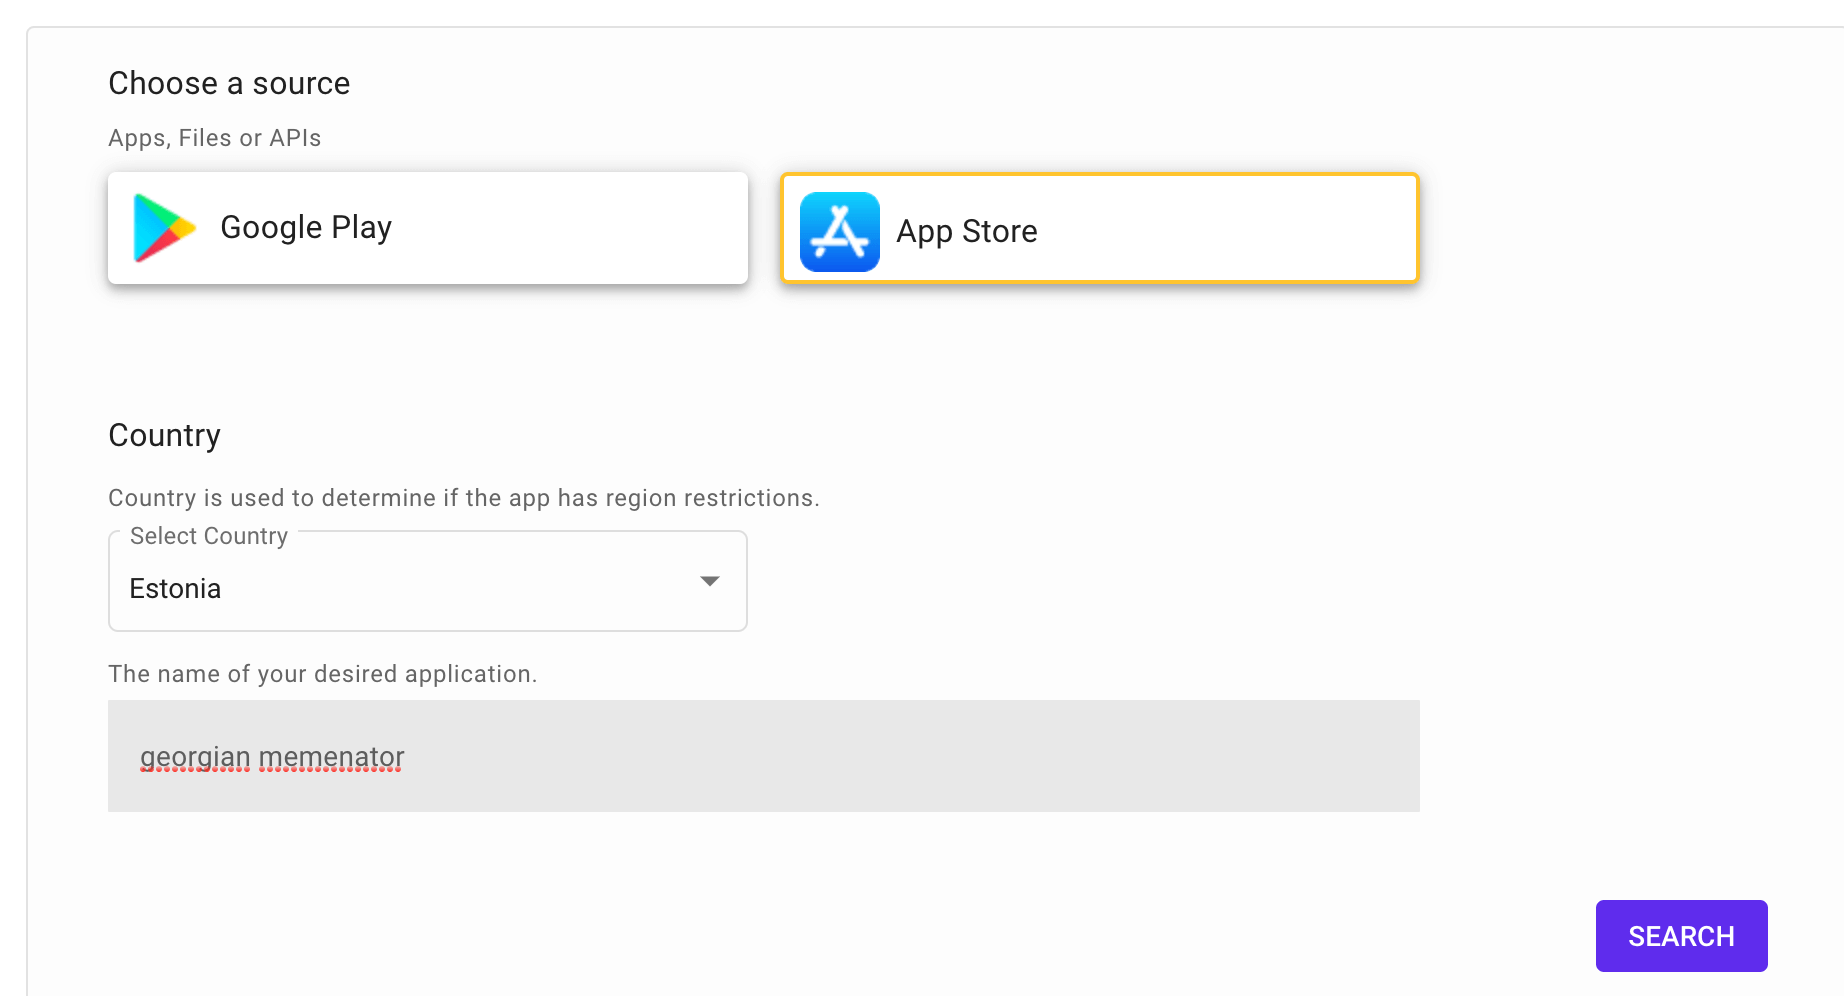 Choose a source
Apps, Files or APIs
Google Play
App Store
Country
Country is used to determine if the app has region restrictions.
Select Country
Estonia
The name of your desired application.
georgian memenator
SEARCH